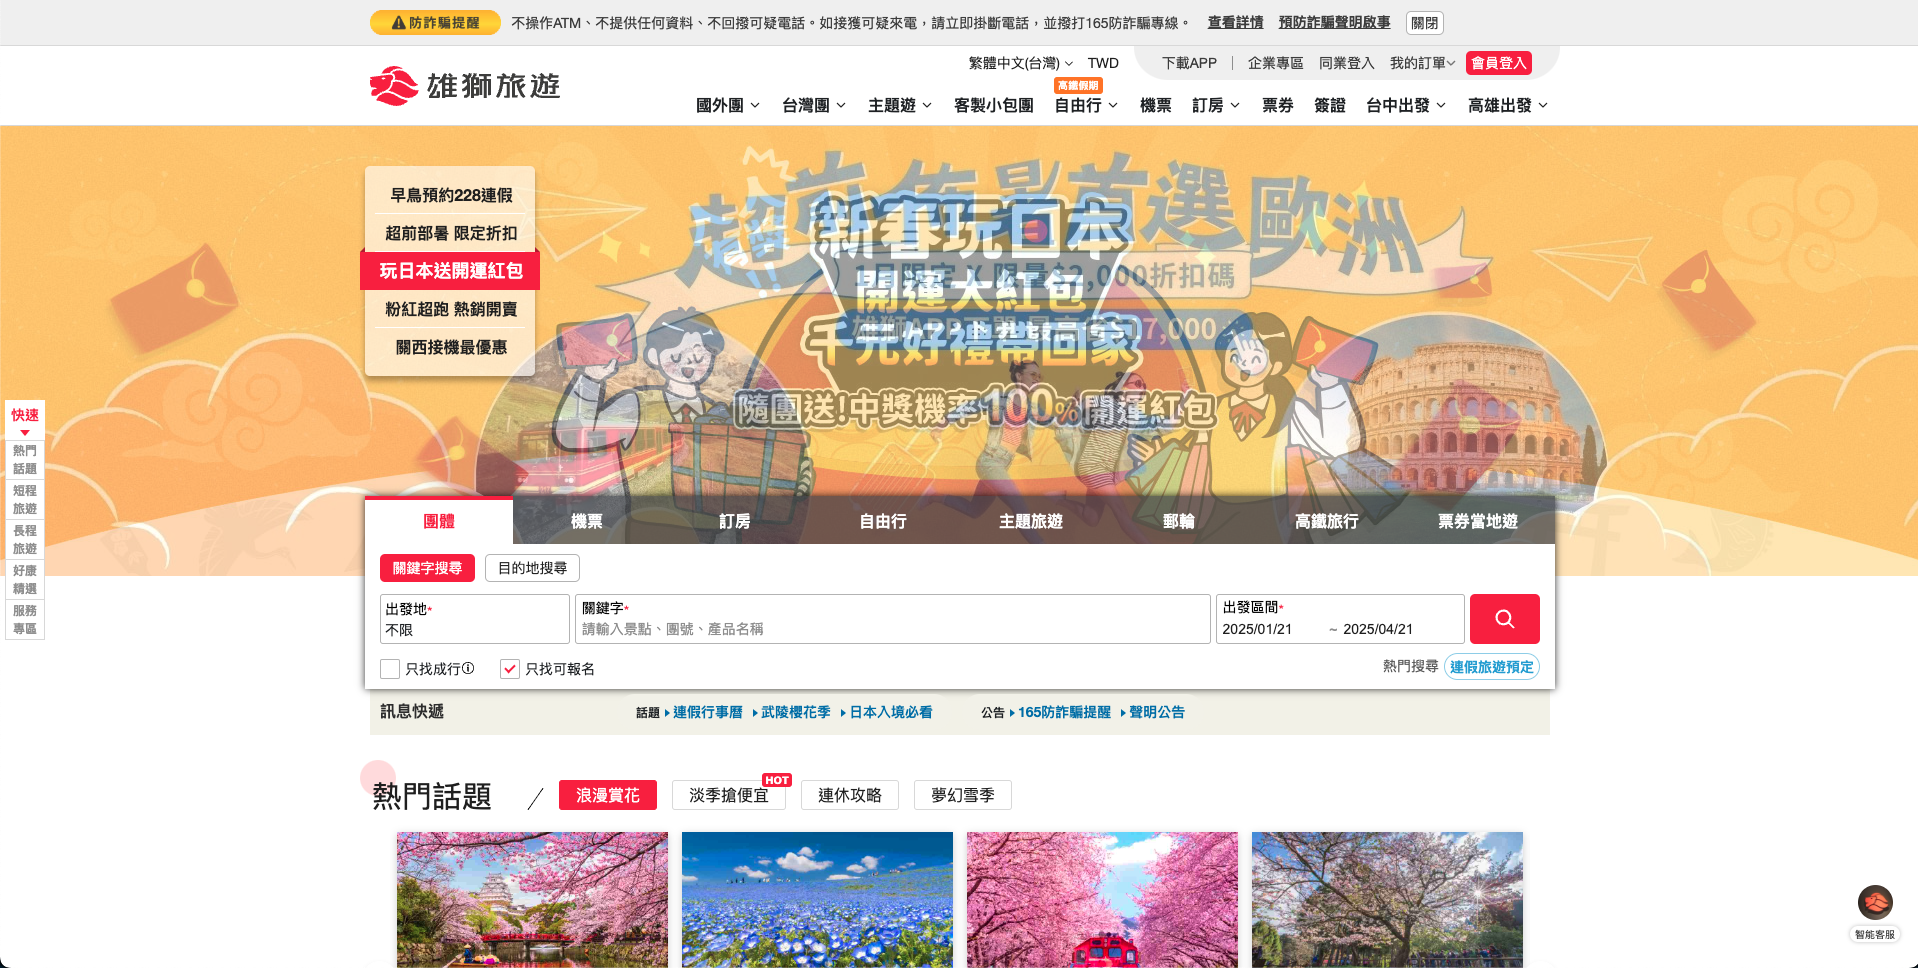 防詐騙提醒
不操作ATM、不提供任何資料、不回撥可疑電話。如接獲可疑來電，請立即掛斷電話，並撥打165防詐騙專線。 查看詳情 預防詐騙聲明啟事 關閉
繁體中文(台灣) TWD 下載APP 企業專區 同業登入 我的訂單 會員登入
雄獅旅遊
高鐵假期
國外團 台灣團 主題遊 客製小包團 自由行 機票 訂房 票券 簽證 台中出發 高雄出發
早鳥預約228連假
超前部署 限定折扣
玩日本送開運紅包
粉紅超跑 熱銷開賣
關西接機最優惠
超前佈署首選歐洲
新春玩日本
開運大紅包
千元好禮帶回家
隨團送!中獎機率100%開運紅包
快速
熱門
話題
短程
旅遊
長程
旅遊
好康
精選
服務
專區
團體 機票 訂房 自由行 主題旅遊 郵輪 高鐵旅行 票券當地遊
關鍵字搜尋 目的地搜尋
出發地* 關鍵字* 出發區間*
不限 請輸入景點、團號、產品名稱 2025/01/21 ~ 2025/04/21
只找成行 只找可報名 熱門搜尋 連假旅遊預定
訊息快遞 話題 連假行事曆 武陵櫻花季 日本入境必看 公告 165防詐騙提醒 聲明公告
熱門話題 浪漫賞花 淡季搶便宜 HOT 連休攻略 夢幻雪季
智能客服